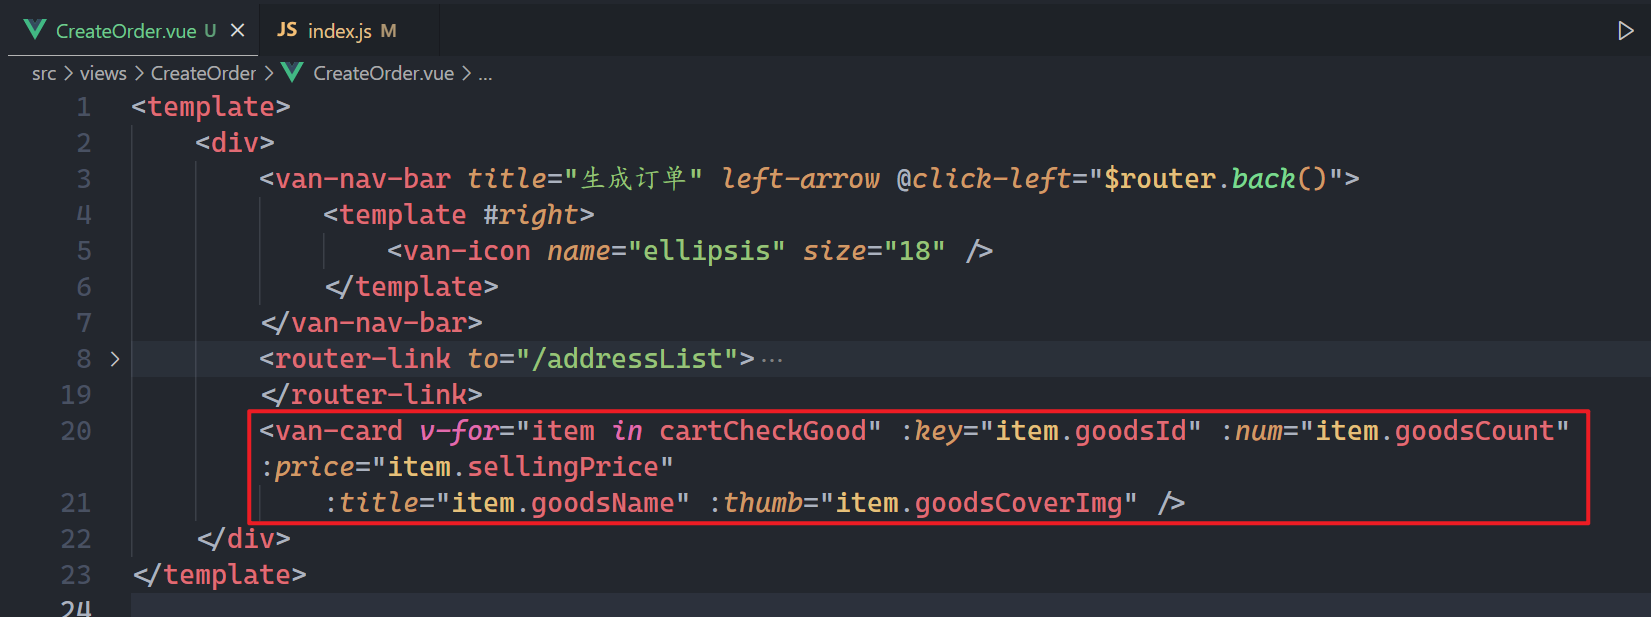 CreateOrder.vue U × JS index.js M
src > views > CreateOrder > CreateOrder.vue > ...
1 <template>
2 <div>
3 <van-nav-bar title="生成订单" left-arrow @click-left="$router.back()">
4 <template #right>
5 <van-icon name="ellipsis" size="18" />
6 </template>
7 </van-nav-bar>
8 > <router-link to="/addressList">···
19 </router-link>
20 <van-card v-for="item in cartCheckGood" :key="item.goodsId" :num="item.goodsCount"
:price="item.sellingPrice"
21 :title="item.goodsName" :thumb="item.goodsCoverImg" />
22 </div>
23 </template>
24